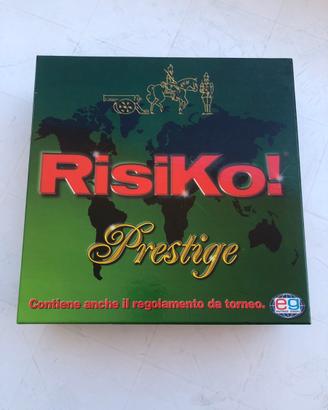 RisiKo!
Prestige
Contiene anche il regolamento da torneo.
eg